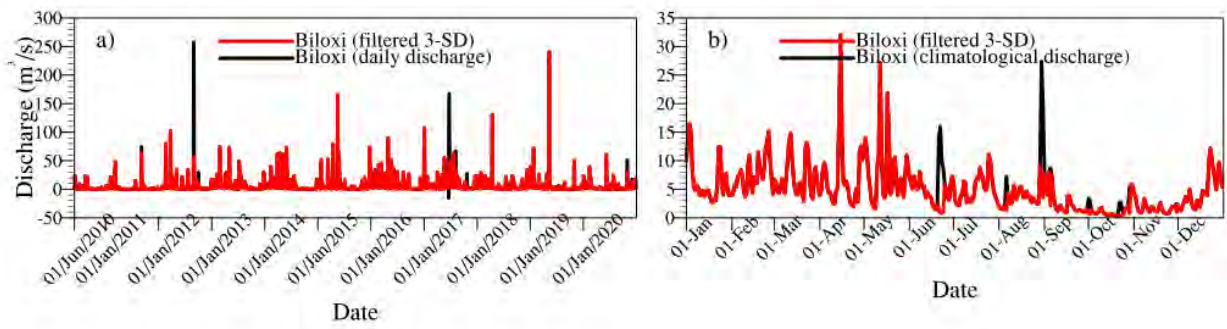 300
250
200
150
100
50
0
-50
Discharge (m³/s)
a)
Biloxi (filtered 3-SD)
Biloxi (daily discharge)
01/Jun/2010
01/Jan/2011
01/Jan/2012
01/Jan/2013
01/Jan/2014
01/Jan/2015
01/Jan/2016
01/Jan/2017
01/Jan/2018
01/Jan/2019
01/Jan/2020
Date
35
30
25
20
15
10
5
0
b)
Biloxi (filtered 3-SD)
Biloxi (climatological discharge)
01-Jan
01-Feb
01-Mar
01-Apr
01-May
01-Jun
01-Jul
01-Aug
01-Sep
01-Oct
01-Nov
01-Dec
Date